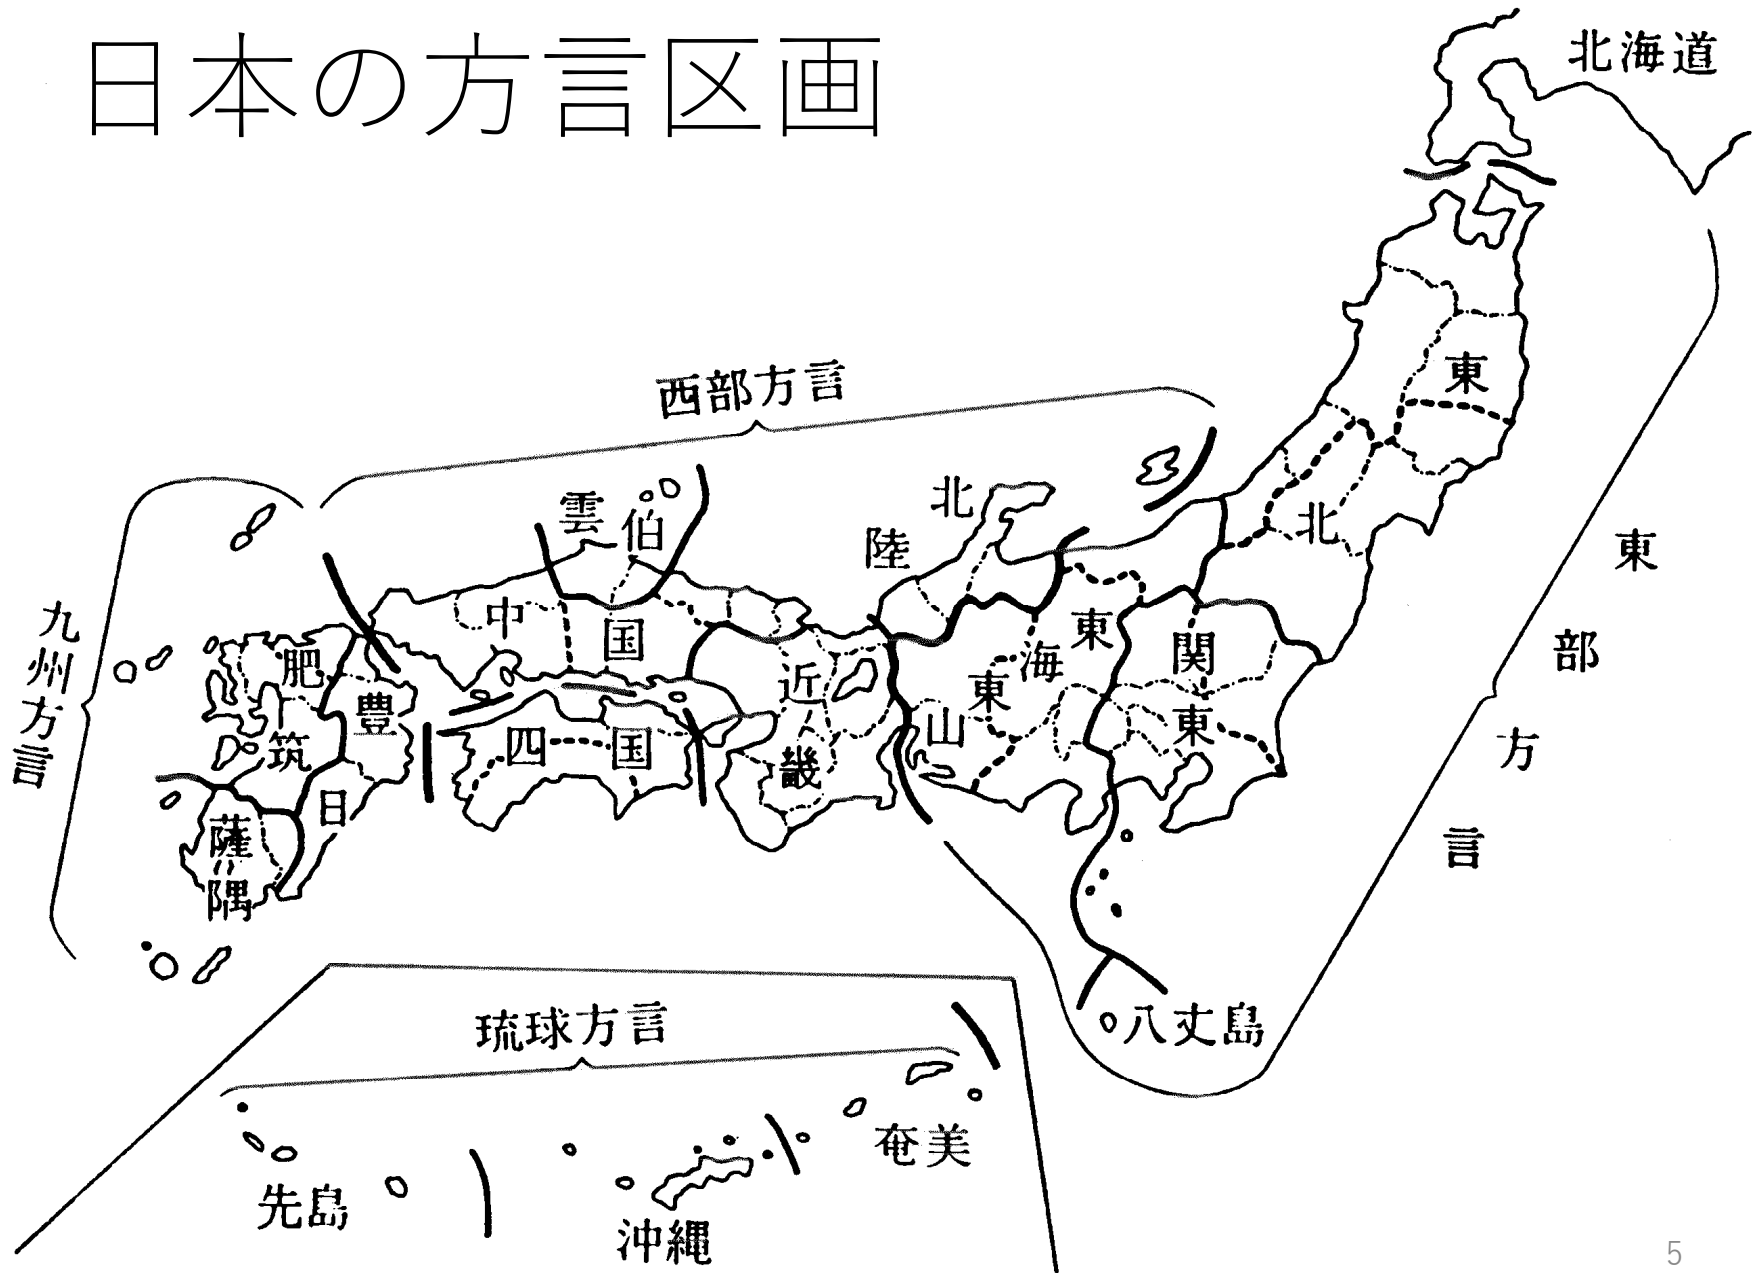 日本の方言区画
北海道
東北
西部方言
東部方言
雲伯
北陸
九州方言
中国
東海東山
関東
近畿
肥筑
豊日
四国
薩隅
八丈島
琉球方言
奄美
先島
沖縄
5